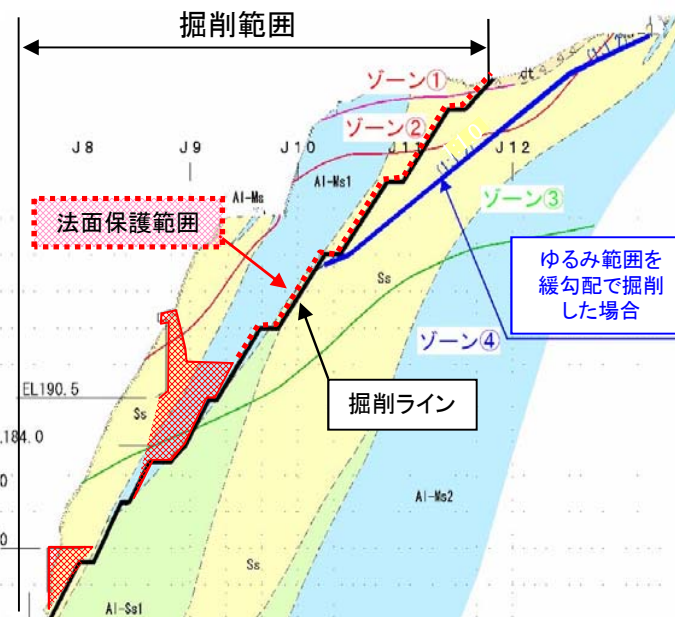 掘削範囲
ゾーン①
dt
ゾーン②
J8
J9
J10
J11
J12
Al-Ms
Al-Ms1
ゾーン③
法面保護範囲
Ss
ゆるみ範囲を
緩勾配で掘削
した場合
ゾーン④
EL190.5
掘削ライン
Ss
184.0
0
Al-Ms2
0
Ss
Al-Ss1